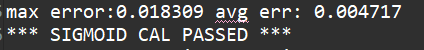 max error:0.018309 avg err: 0.004717
*** SIGMOID CAL PASSED ***